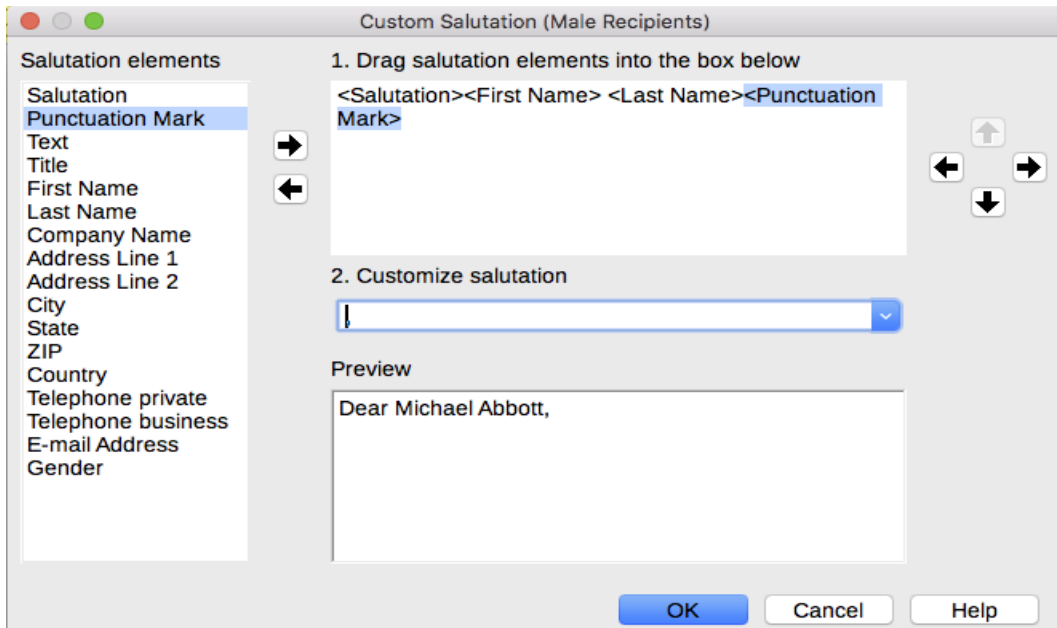 Custom Salutation (Male Recipients)
Salutation elements
Salutation
Punctuation Mark
Text
Title
First Name
Last Name
Company Name
Address Line 1
Address Line 2
City
State
ZIP
Country
Telephone private
Telephone business
E-mail Address
Gender
1. Drag salutation elements into the box below
<Salutation><First Name> <Last Name><Punctuation
Mark>
2. Customize salutation
,
Preview
Dear Michael Abbott,
OK
Cancel
Help